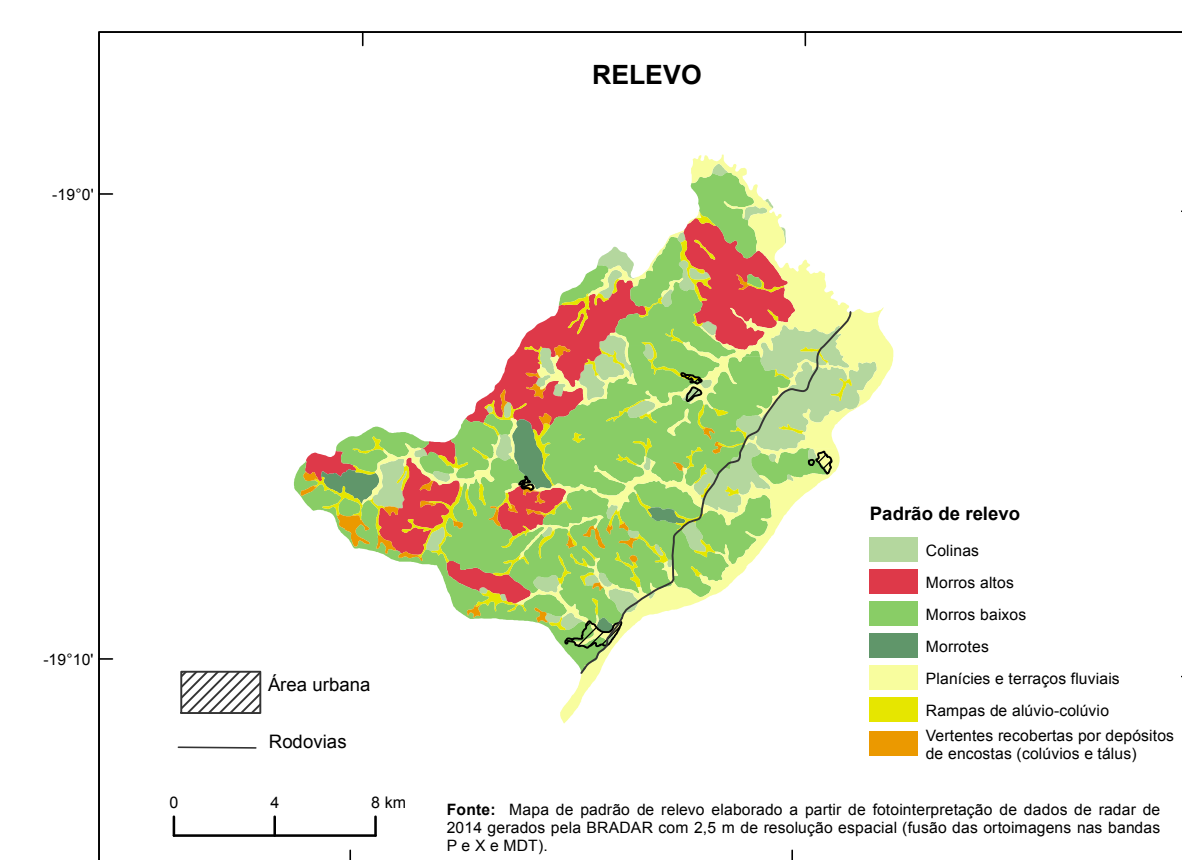 RELEVO
-19°0'
Padrão de relevo
Colinas
Morros altos
Morros baixos
Morrotes
Planícies e terraços fluviais
Rampas de alúvio-colúvio
Vertentes recobertas por depósitos
de encostas (colúvios e tálus)
-19°10'
Área urbana
Rodovias
0 4 8 km
Fonte: Mapa de padrão de relevo elaborado a partir de fotointerpretação de dados de radar de
2014 gerados pela BRADAR com 2,5 m de resolução espacial (fusão das ortoimagens nas bandas
P e X e MDT).